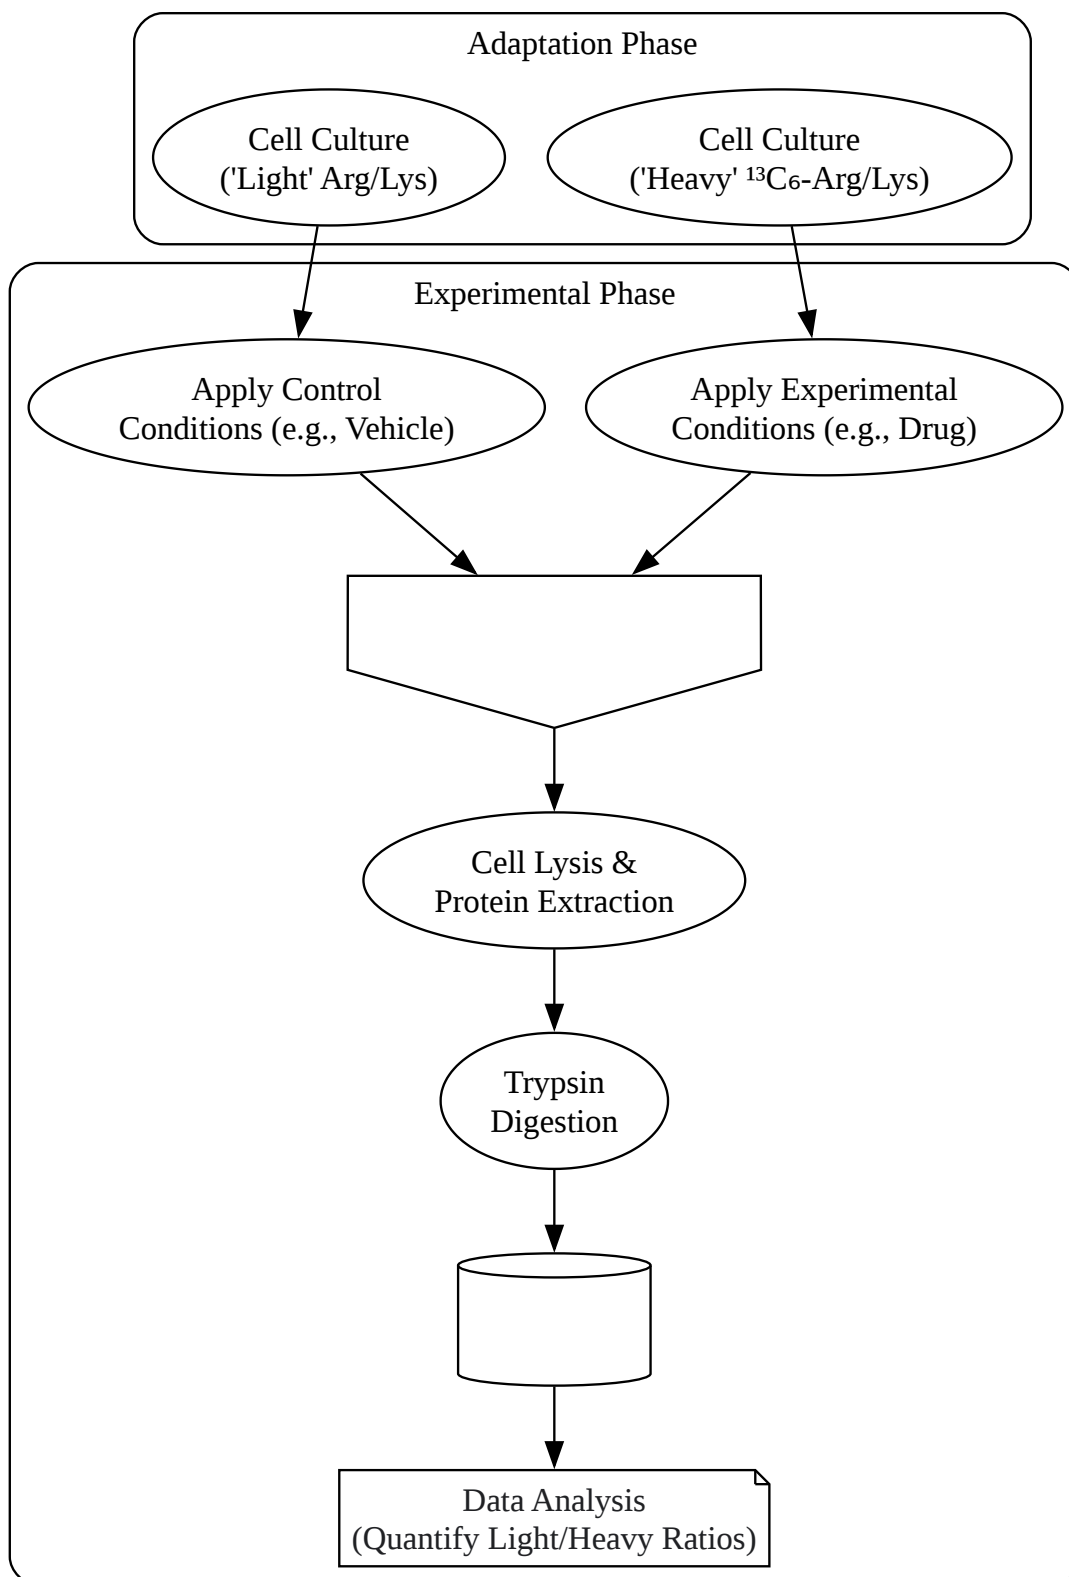 Adaptation Phase
Cell Culture
('Light' Arg/Lys)
Cell Culture
('Heavy' ¹³C₆-Arg/Lys)
Experimental Phase
Apply Control
Conditions (e.g., Vehicle)
Apply Experimental
Conditions (e.g., Drug)
Cell Lysis &
Protein Extraction
Trypsin
Digestion
Data Analysis
(Quantify Light/Heavy Ratios)